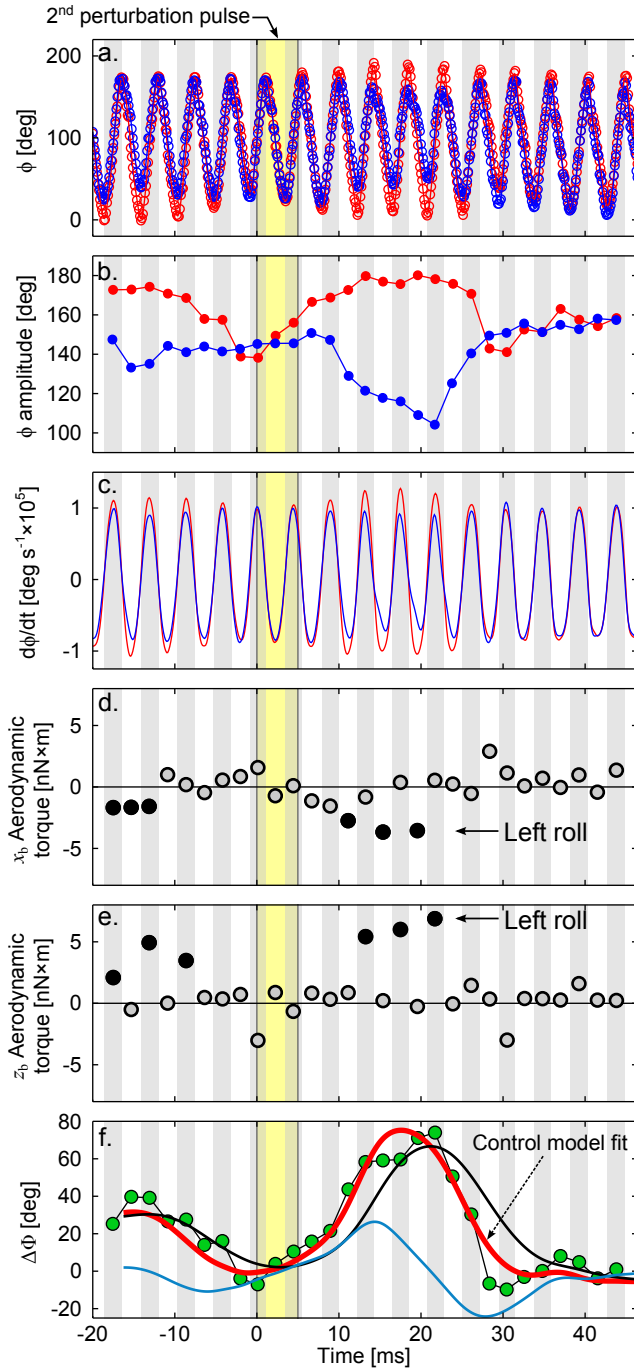 2nd perturbation pulse
a.
200
100
0
ϕ [deg]
b.
180
160
140
120
100
ϕ amplitude [deg]
c.
1
0
-1
dϕ/dt [deg s⁻¹×10⁵]
d.
5
0
-5
x_b Aerodynamic
torque [nN×m]
Left roll
e.
5
0
-5
z_b Aerodynamic
torque [nN×m]
Left roll
f.
80
60
40
20
0
-20
ΔΦ [deg]
Control model fit
-20 -10 0 10 20 30 40
Time [ms]